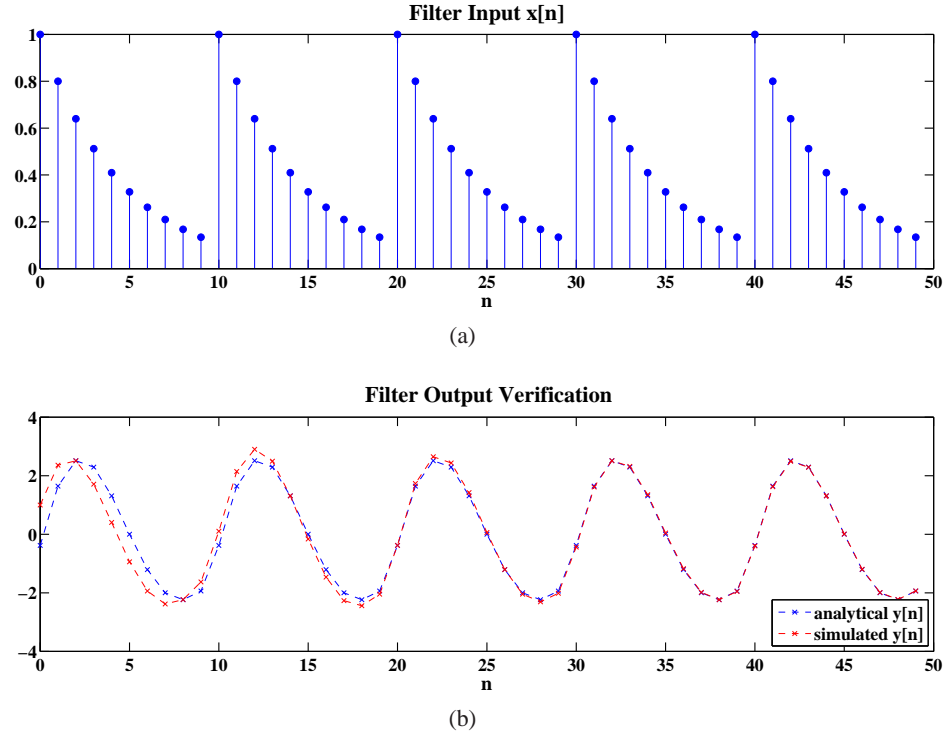 Filter Input x[n]
1
0.8
0.6
0.4
0.2
0
0 5 10 15 20 25 30 35 40 45 50
n
(a)
Filter Output Verification
4
2
0
−2
−4
analytical y[n]
simulated y[n]
0 5 10 15 20 25 30 35 40 45 50
n
(b)